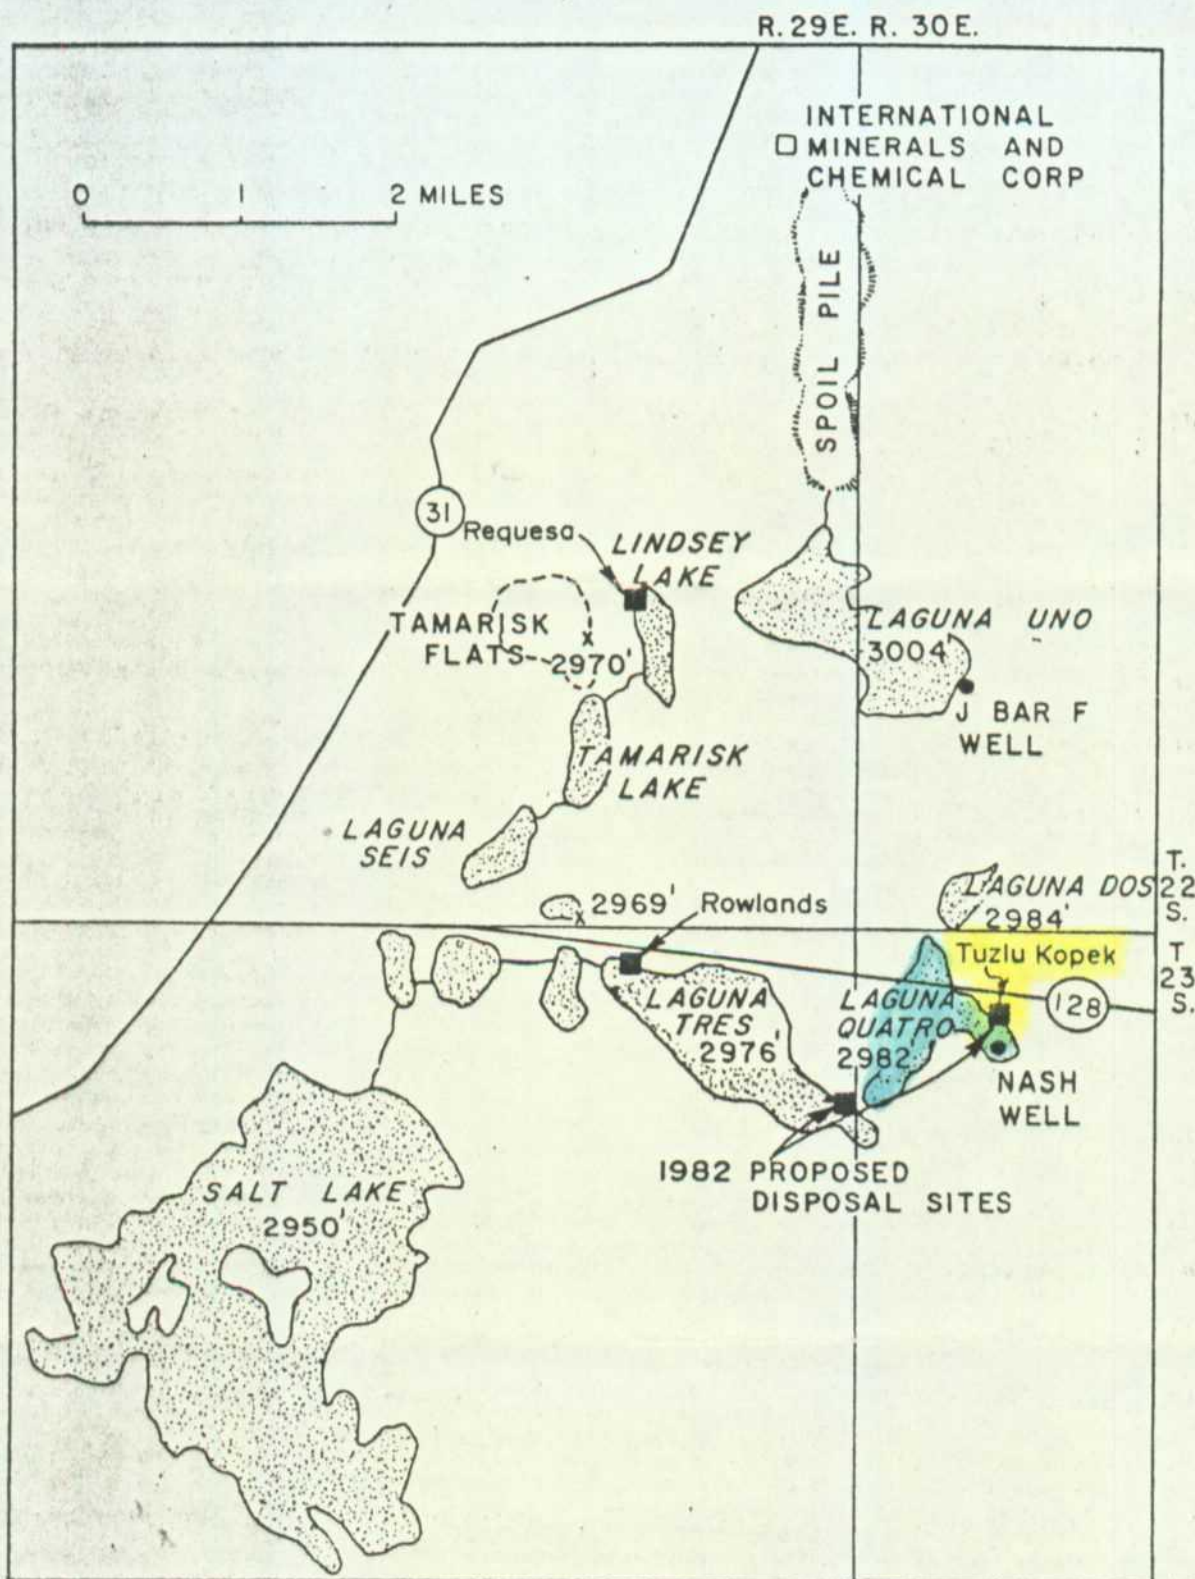 R. 29 E. R. 30 E.
INTERNATIONAL
MINERALS AND
CHEMICAL CORP
0 1 2 MILES
SPOIL PILE
31
Requesa
LINDSEY
LAKE
TAMARISK
FLATS
2970'
LAGUNA UNO
3004'
J BAR F
WELL
TAMARISK
LAKE
LAGUNA
SEIS
2969'
Rowlands
LAGUNA DOS
2984'
T.
22
S.
T
23
S.
Tuzlu Kopek
128
LAGUNA
TRES
2976'
LAGUNA
QUATRO
2982'
NASH
WELL
1982 PROPOSED
DISPOSAL SITES
SALT LAKE
2950'